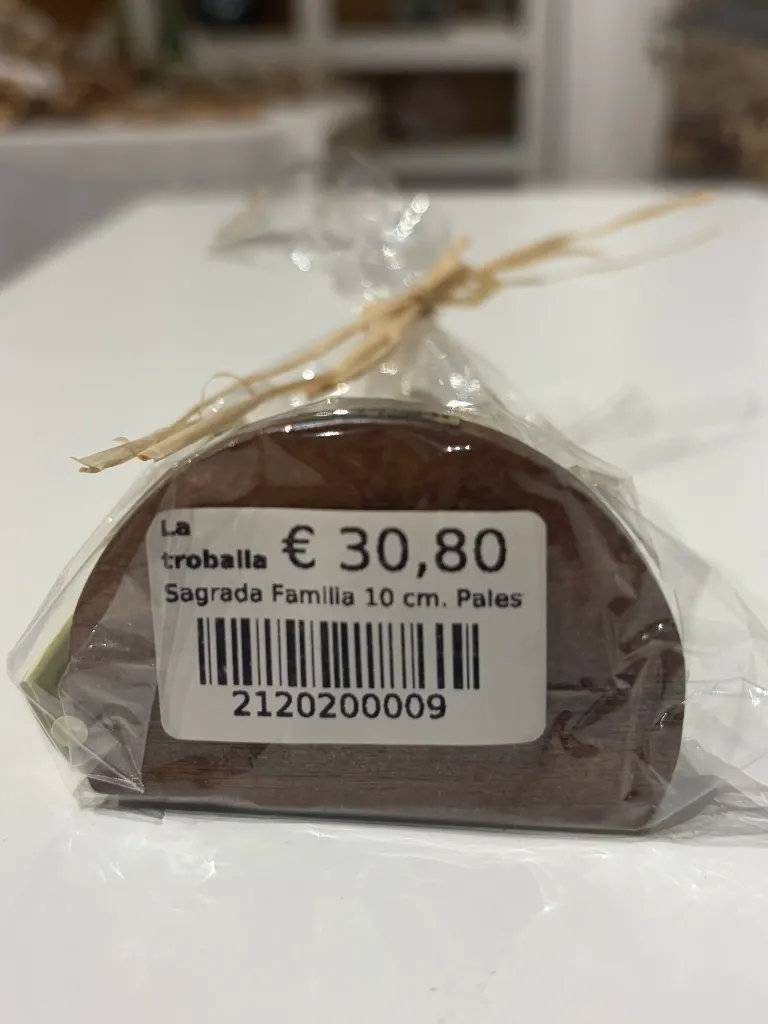 La
troballa € 30,80
Sagrada Familia 10 cm. Pales
2120200009